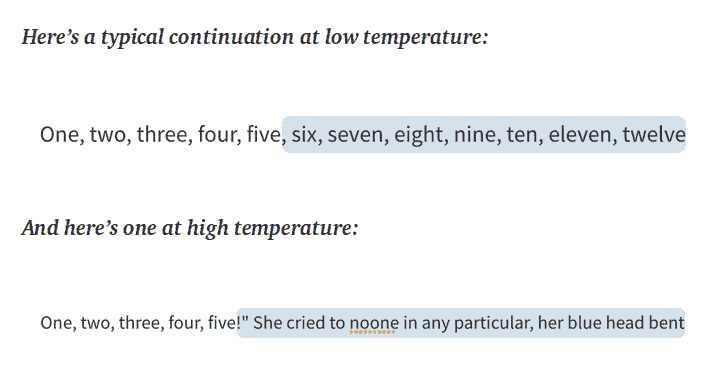 Here’s a typical continuation at low temperature:
One, two, three, four, five, six, seven, eight, nine, ten, eleven, twelve
And here’s one at high temperature:
One, two, three, four, five!" She cried to noone in any particular, her blue head bent